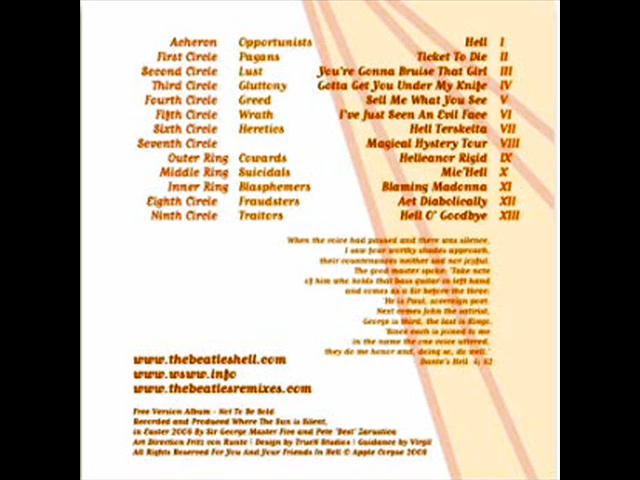 Acheron Opportunists Hell I
First Circle Pagans Ticket To Die II
Second Circle Lust You're Gonna Bruise That Girl III
Third Circle Gluttony Gotta Get You Under My Knife IV
Fourth Circle Greed Sell Me What You See V
Fifth Circle Wrath I've Just Seen An Evil Face VI
Sixth Circle Heretics Hell Terskelta VII
Seventh Circle Magical Hystery Tour VIII
Outer Ring Cowards Helleanor Rigid IX
Middle Ring Suicidals Mic'Hell X
Inner Ring Blasphemers Blaming Madonna XI
Eighth Circle Fraudsters Act Diabolically XII
Ninth Circle Traitors Hell O' Goodbye XIII
When the voice had paused and there was silence,
I saw four worthy shades approach,
their countenances neither sad nor joyful.
The good master spoke: 'Take note
of him who holds that bass guitar in left hand
and comes as a Sir before the three:
'He is Paul, sovereign poet.
Next comes John the satirist,
George is third, the last is Ringo.
'Since each is joined to me
in the name the one voice uttered,
they do me honor and, doing so, do well.'
Dante's Hell 4; 82
www.thebeatleshell.com
www.wsww.info
www.thebeatlesremixes.com
Free Version Album - Not To Be Sold
Recorded and Produced Where The Sun is Silent,
in Easter 2006 By Sir George Master Five and Pete "Best" Zarustica
Art Direction Fritz von Runte | Design by TrueN Studios | Guidance by Virgil
All Rights Reserved For You And Your Friends In Hell © Apple Corpse 2008